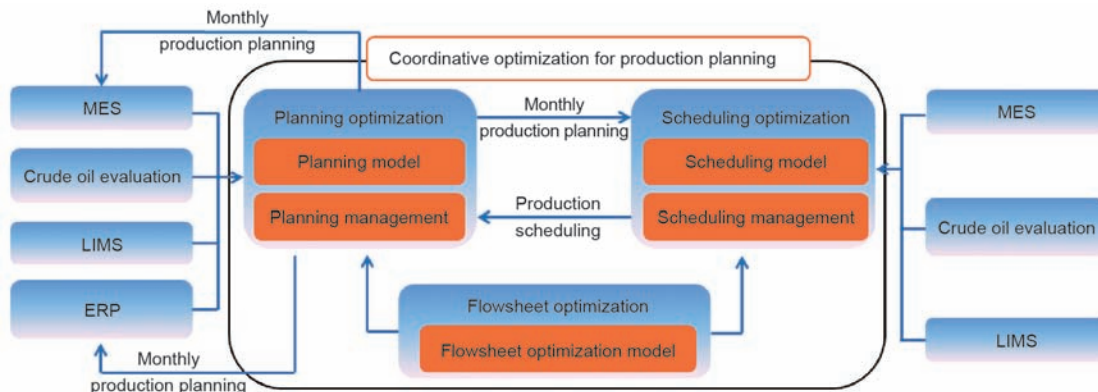 Monthly
production planning
Coordinative optimization for production planning
MES
Crude oil evaluation
LIMS
ERP
Planning optimization
Planning model
Planning management
Monthly
production planning
Production
scheduling
Scheduling optimization
Scheduling model
Scheduling management
Flowsheet optimization
Flowsheet optimization model
Monthly
production planning
MES
Crude oil evaluation
LIMS